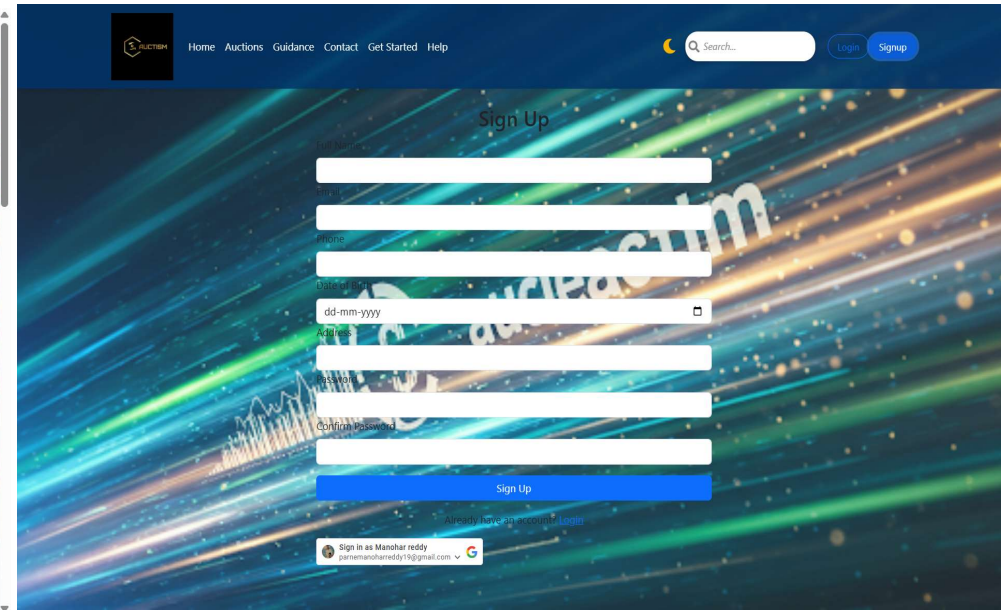 AUCTISM
Home Auctions Guidance Contact Get Started Help
Search...
Login
Signup
Sign Up
Full Name
Email
Phone
Date of Birth
dd-mm-yyyy
Address
Password
Confirm Password
Sign Up
Already have an account? Login
Sign in as Manohar reddy
parnemanoharreddy19@gmail.com